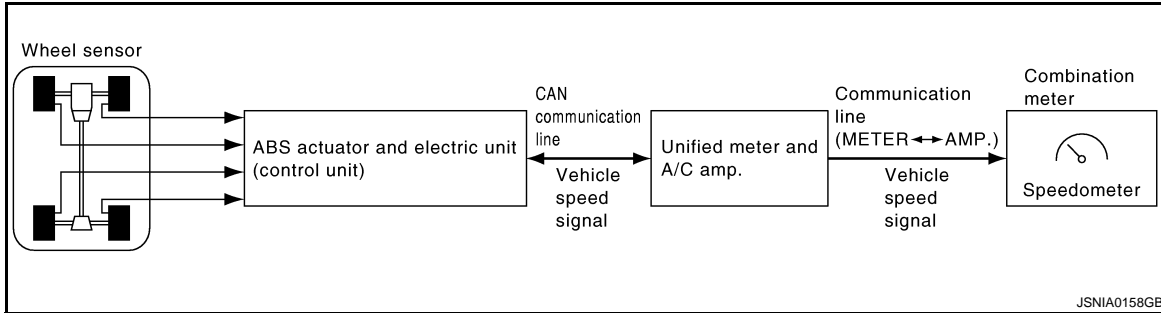 Wheel sensor
ABS actuator and electric unit
(control unit)
CAN
communication
line
Vehicle
speed
signal
Unified meter and
A/C amp.
Communication
line
(METER↔AMP.)
Vehicle
speed
signal
Combination
meter
Speedometer
JSNIA0158GB